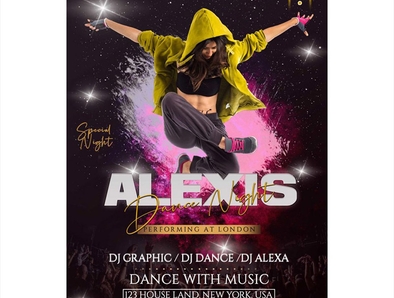 Special
Night
ALEXIS
Dance Night
PERFORMING AT LONDON
DJ GRAPHIC / DJ DANCE /DJ ALEXA
DANCE WITH MUSIC
123 HOUSE LAND, NEW YORK, USA